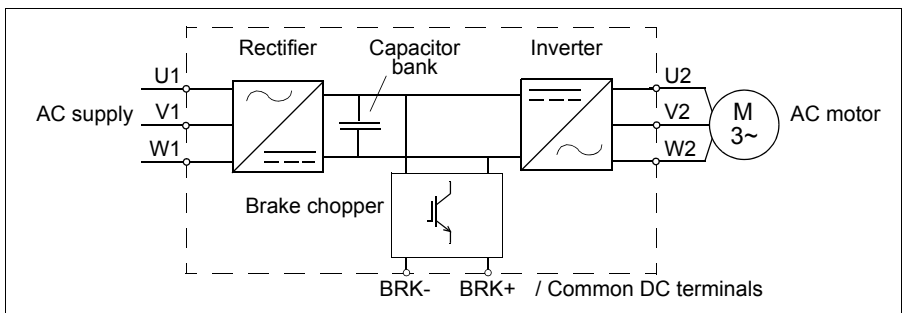 Rectifier
Capacitor
bank
Inverter
U1
U2
AC supply
V1
V2
M
3~
AC motor
W1
W2
Brake chopper
BRK-
BRK+
/ Common DC terminals